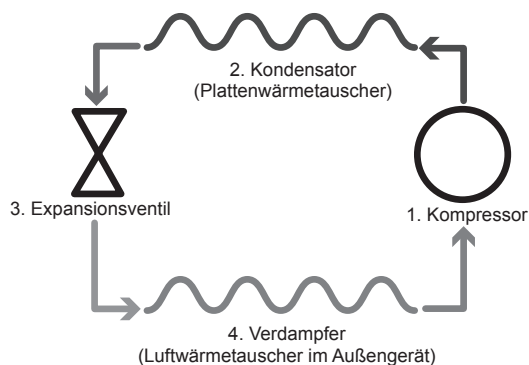 2. Kondensator
(Plattenwärmetauscher)
3. Expansionsventil
1. Kompressor
4. Verdampfer
(Luftwärmetauscher im Außengerät)